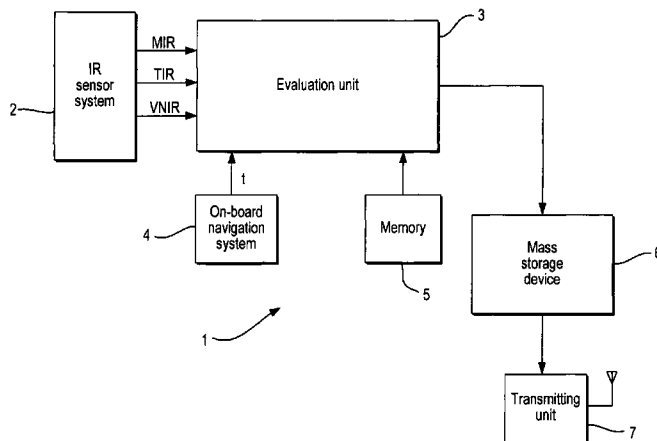 3
IR
sensor
system
2
MIR
TIR
VNIR
Evaluation unit
t
4
On-board
navigation
system
Memory
5
Mass
storage
device
6
1
Transmitting
unit
7